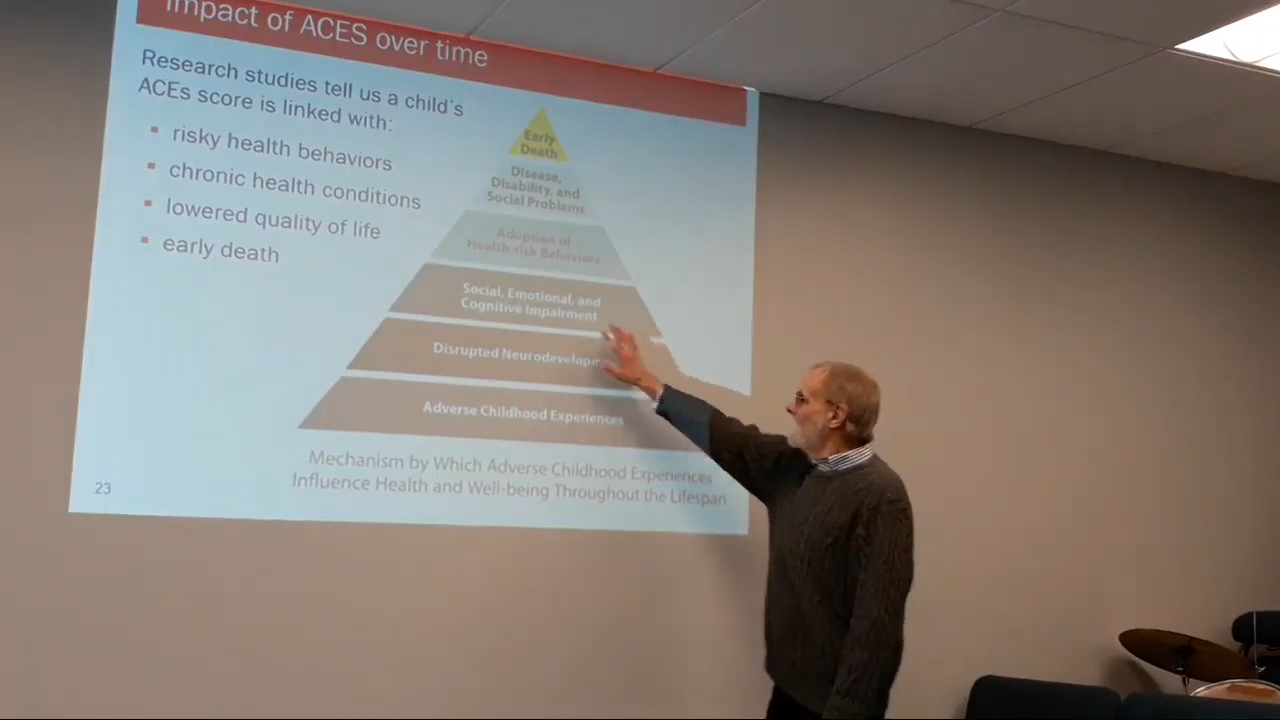 Impact of ACES over time
Research studies tell us a child's
ACEs score is linked with:
▪ risky health behaviors
▪ chronic health conditions
▪ lowered quality of life
▪ early death
Early
Death
Disease,
Disability, and
Social Problems
Adoption of
Health-risk Behaviors
Social, Emotional, and
Cognitive Impairment
Disrupted Neurodevelopm
Adverse Childhood Experiences
Mechanism by Which Adverse Childhood Experiences
Influence Health and Well-being Throughout the Lifespan
23